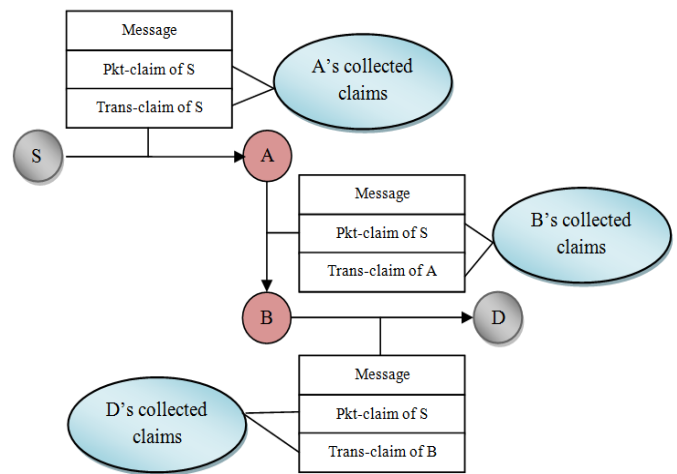 Message
Pkt-claim of S
Trans-claim of S
A's collected
claims
S
A
Message
Pkt-claim of S
Trans-claim of A
B's collected
claims
B
D
Message
Pkt-claim of S
Trans-claim of B
D's collected
claims